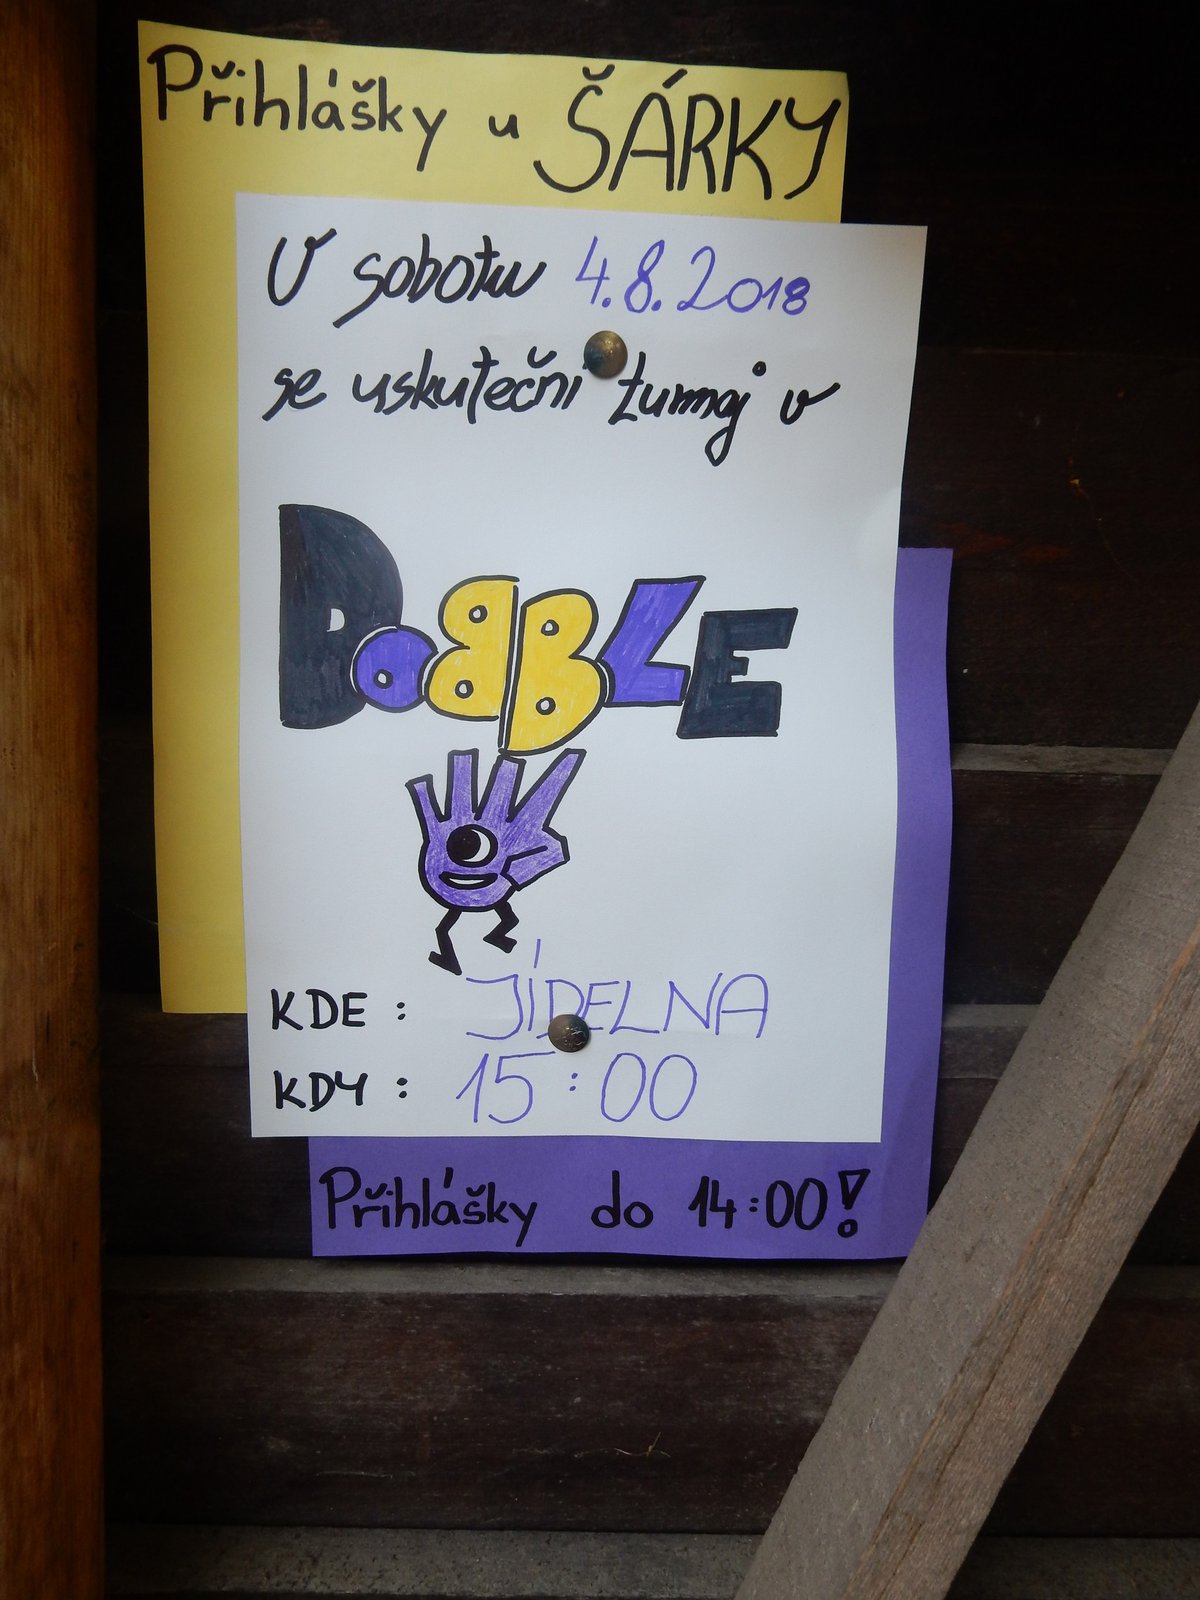 Přihlášky u ŠÁRKY
V sobotu 4.8.2018
se uskuteční turnaj v
DOBBLE
KDE: JÍDELNA
KDY: 15:00
Přihlášky do 14:00!